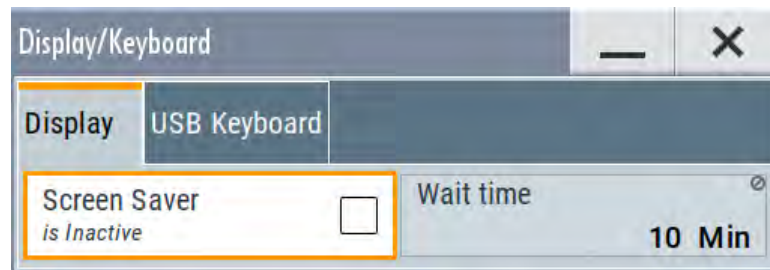 Display/Keyboard
Display
USB Keyboard
Screen Saver
is Inactive
Wait time
10 Min